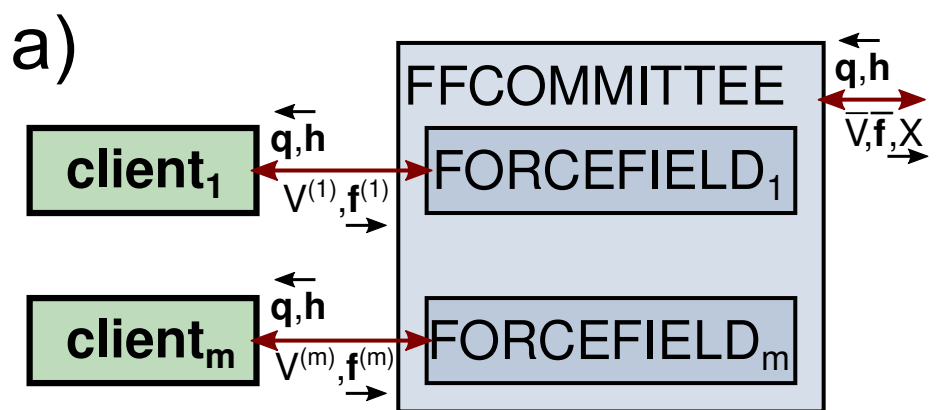 a)
FFCOMMITTEE
q,h
V̅,f̅,X
q,h
client₁
FORCEFIELD₁
V⁽¹⁾,f⁽¹⁾
q,h
clientₘ
FORCEFIELDₘ
V⁽ᵐ⁾,f⁽ᵐ⁾